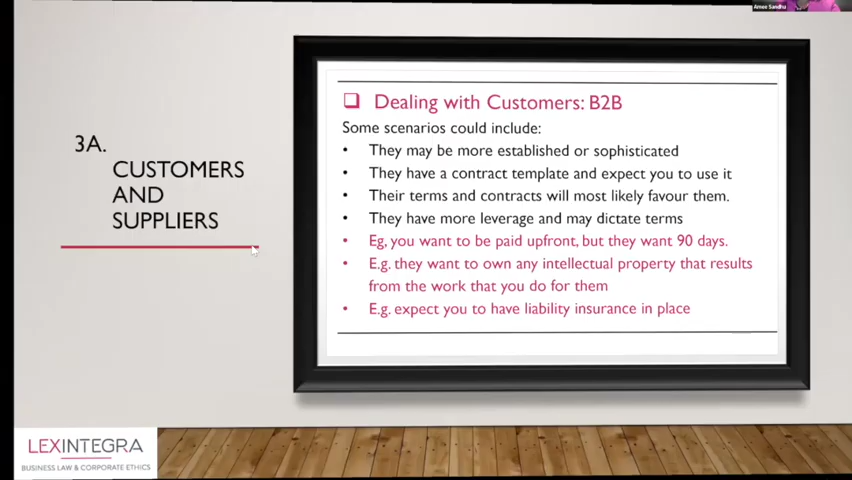 Amee Sandhu
3A.
CUSTOMERS
AND
SUPPLIERS
Dealing with Customers: B2B
Some scenarios could include:
• They may be more established or sophisticated
• They have a contract template and expect you to use it
• Their terms and contracts will most likely favour them.
• They have more leverage and may dictate terms
• Eg, you want to be paid upfront, but they want 90 days.
• E.g. they want to own any intellectual property that results
from the work that you do for them
• E.g. expect you to have liability insurance in place
LEXINTEGRA
BUSINESS LAW & CORPORATE ETHICS